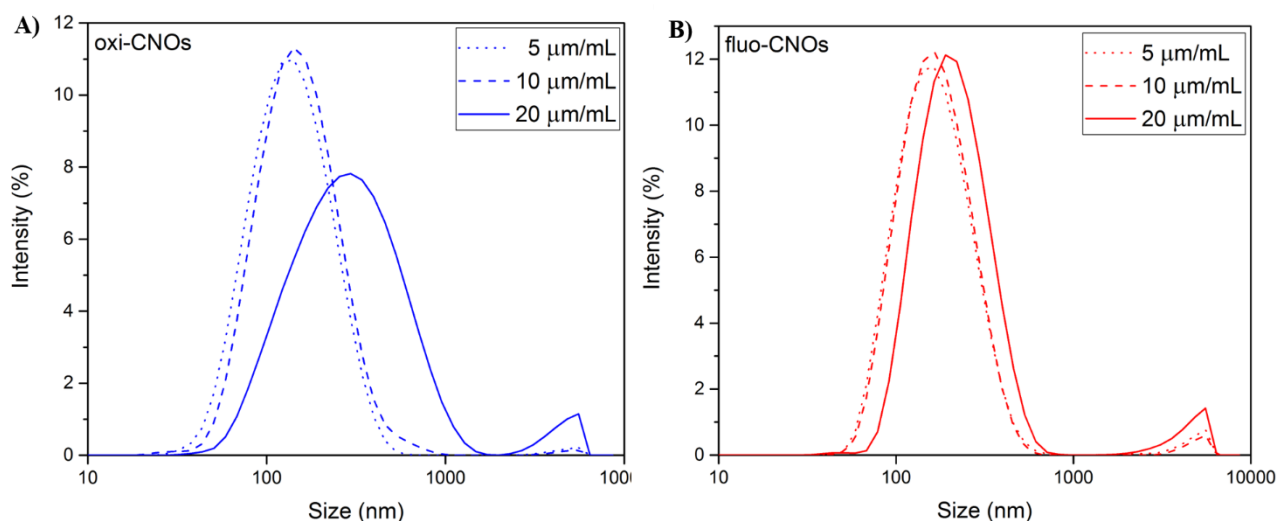 A)
oxi-CNOs
5 μm/mL
10 μm/mL
20 μm/mL
12
10
8
6
4
2
0
Intensity (%)
10
100
1000
100
Size (nm)
B)
fluo-CNOs
5 μm/mL
10 μm/mL
20 μm/mL
12
10
8
6
4
2
0
Intensity (%)
10
100
1000
10000
Size (nm)